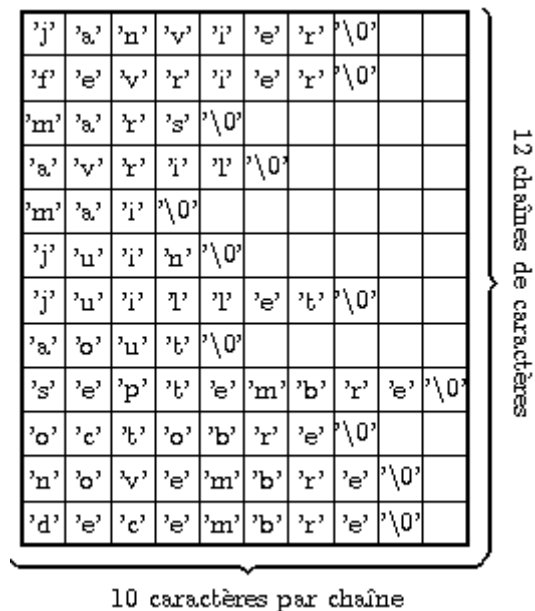 'j' 'a' 'n' 'v' 'i' 'e' 'r' '\0'
'f' 'e' 'v' 'r' 'i' 'e' 'r' '\0'
'm' 'a' 'r' 's' '\0'
'a' 'v' 'r' 'i' 'l' '\0'
'm' 'a' 'i' '\0'
'j' 'u' 'i' 'n' '\0'
'j' 'u' 'i' 'l' 'l' 'e' 't' '\0'
'a' 'o' 'u' 't' '\0'
's' 'e' 'p' 't' 'e' 'm' 'b' 'r' 'e' '\0'
'o' 'c' 't' 'o' 'b' 'r' 'e' '\0'
'n' 'o' 'v' 'e' 'm' 'b' 'r' 'e' '\0'
'd' 'e' 'c' 'e' 'm' 'b' 'r' 'e' '\0'
12 chaînes de caractères
10 caractères par chaîne